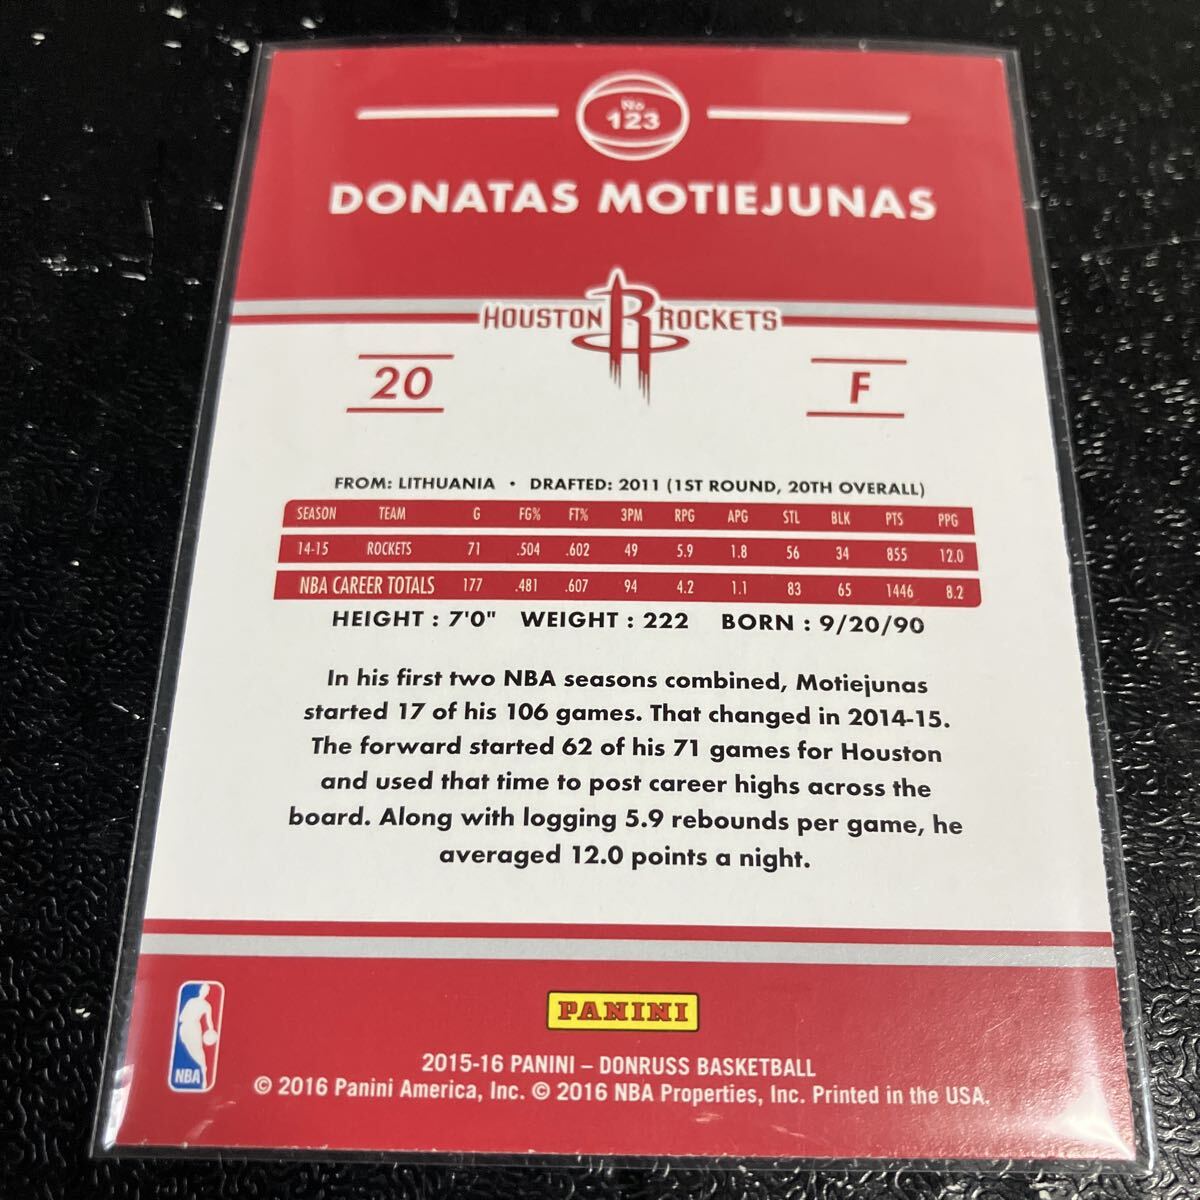 No
123
DONATAS MOTIEJUNAS
HOUSTON R ROCKETS
20 F
FROM: LITHUANIA • DRAFTED: 2011 (1ST ROUND, 20TH OVERALL)
SEASON TEAM G FG% FT% 3PM RPG APG STL BLK PTS PPG
14-15 ROCKETS 71 .504 .602 49 5.9 1.8 56 34 855 12.0
NBA CAREER TOTALS 177 .481 .607 94 4.2 1.1 83 65 1446 8.2
HEIGHT : 7'0" WEIGHT : 222 BORN : 9/20/90
In his first two NBA seasons combined, Motiejunas
started 17 of his 106 games. That changed in 2014-15.
The forward started 62 of his 71 games for Houston
and used that time to post career highs across the
board. Along with logging 5.9 rebounds per game, he
averaged 12.0 points a night.
PANINI
NBA
2015-16 PANINI – DONRUSS BASKETBALL
© 2016 Panini America, Inc. © 2016 NBA Properties, Inc. Printed in the USA.